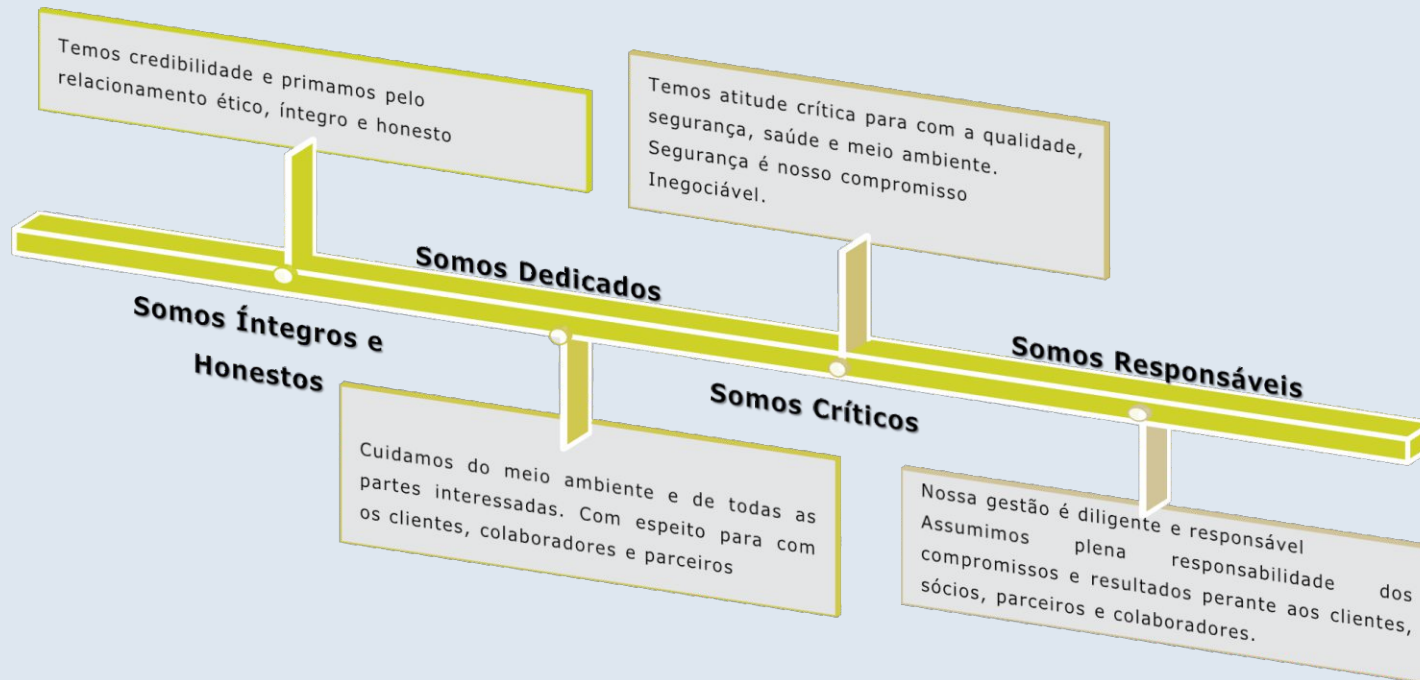 Temos credibilidade e primamos pelo
relacionamento ético, íntegro e honesto
Somos Íntegros e
Honestos
Somos Dedicados
Cuidamos do meio ambiente e de todas as
partes interessadas. Com espeito para com
os clientes, colaboradores e parceiros
Temos atitude crítica para com a qualidade,
segurança, saúde e meio ambiente.
Segurança é nosso compromisso
Inegociável.
Somos Críticos
Somos Responsáveis
Nossa gestão é diligente e responsável
Assumimos plena responsabilidade dos
compromissos e resultados perante aos clientes,
sócios, parceiros e colaboradores.